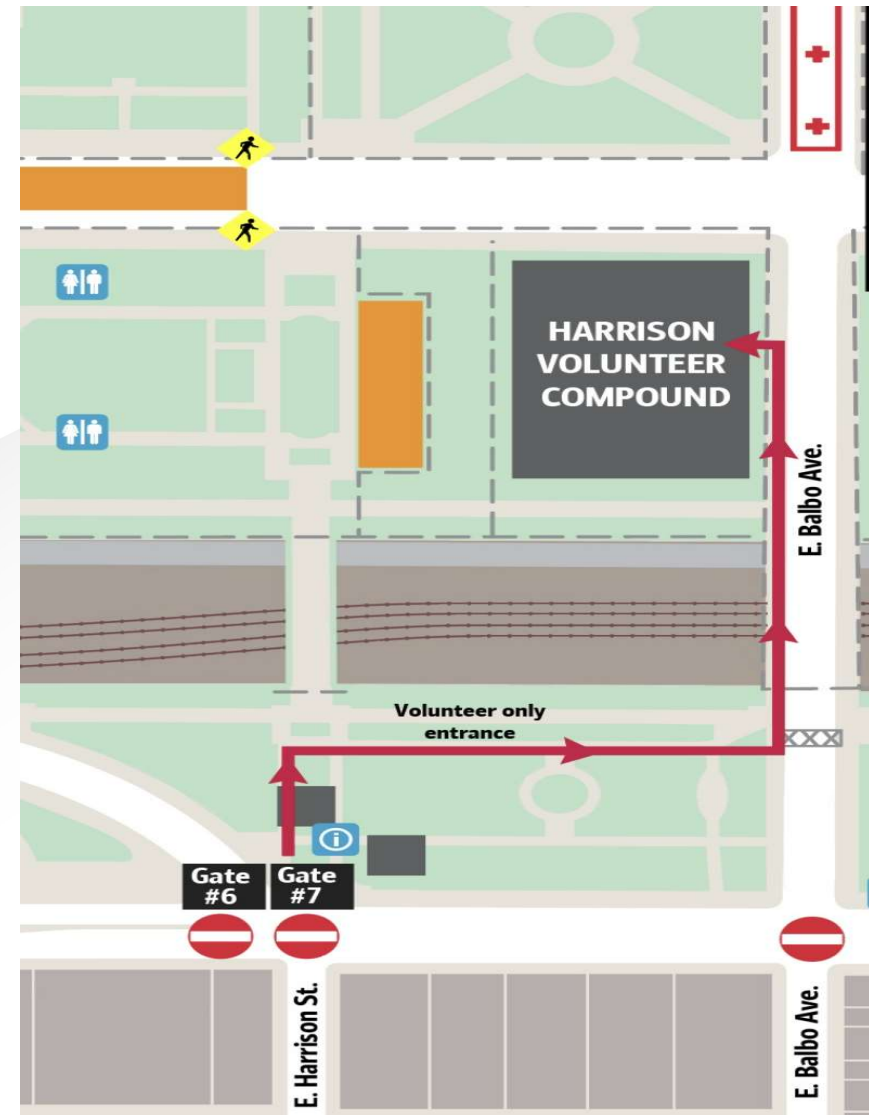 HARRISON
VOLUNTEER
COMPOUND
E. Balbo Ave.
Volunteer only
entrance
Gate
#6
Gate
#7
E. Harrison St.
E. Balbo Ave.